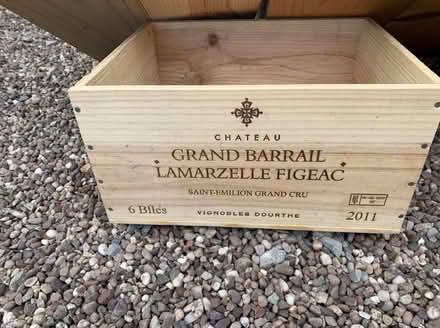 CHATEAU
GRAND BARRAIL
LAMARZELLE FIGEAC
SAINT-EMILION GRAND CRU
6 Btles
VIGNOBLES DOURTHE
2011